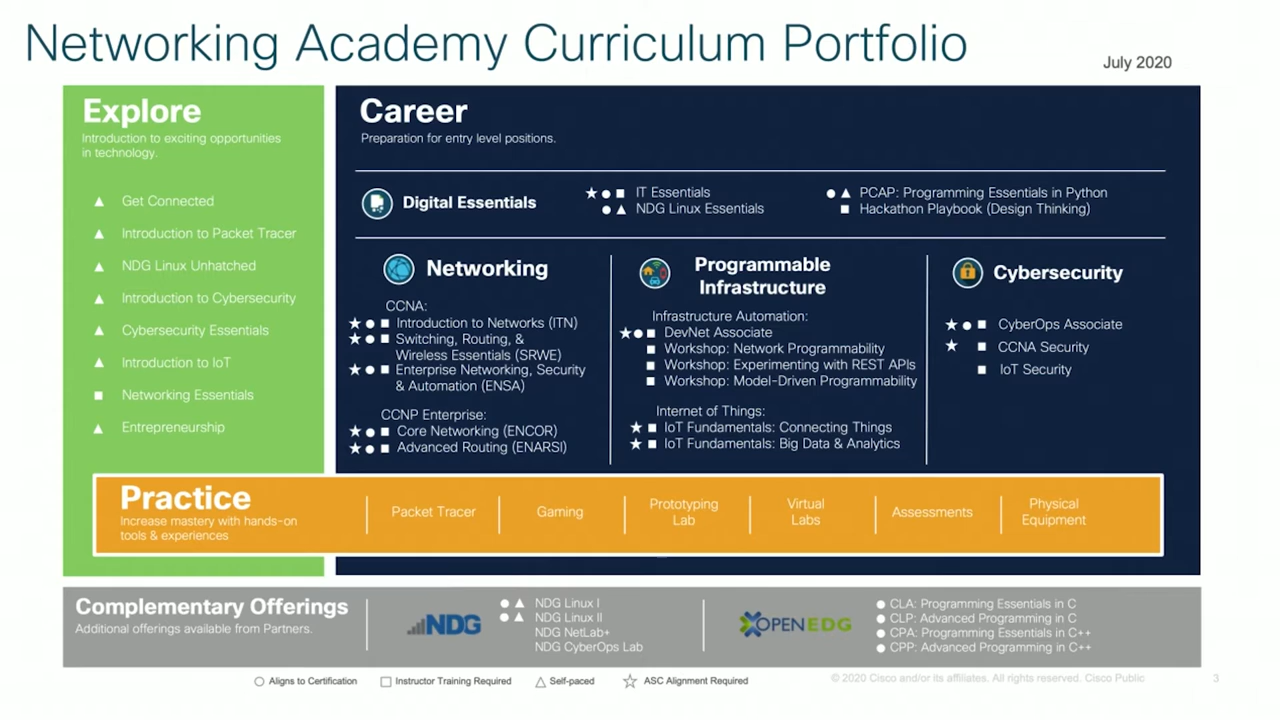 Networking Academy Curriculum Portfolio
July 2020
Explore
Introduction to exciting opportunities
in technology.
Get Connected
Introduction to Packet Tracer
NDG Linux Unhatched
Introduction to Cybersecurity
Cybersecurity Essentials
Introduction to IoT
Networking Essentials
Entrepreneurship
Career
Preparation for entry level positions.
Digital Essentials
IT Essentials
NDG Linux Essentials
PCAP: Programming Essentials in Python
Hackathon Playbook (Design Thinking)
Networking
CCNA:
Introduction to Networks (ITN)
Switching, Routing, &
Wireless Essentials (SRWE)
Enterprise Networking, Security
& Automation (ENSA)
CCNP Enterprise:
Core Networking (ENCOR)
Advanced Routing (ENARSI)
Programmable
Infrastructure
Infrastructure Automation:
DevNet Associate
Workshop: Network Programmability
Workshop: Experimenting with REST APIs
Workshop: Model-Driven Programmability
Internet of Things:
IoT Fundamentals: Connecting Things
IoT Fundamentals: Big Data & Analytics
Cybersecurity
CyberOps Associate
CCNA Security
IoT Security
Practice
Increase mastery with hands-on
tools & experiences
Packet Tracer
Gaming
Prototyping
Lab
Virtual
Labs
Assessments
Physical
Equipment
Complementary Offerings
Additional offerings available from Partners.
NDG
NDG Linux I
NDG Linux II
NDG NetLab+
NDG CyberOps Lab
OPENEDG
CLA: Programming Essentials in C
CLP: Advanced Programming in C
CPA: Programming Essentials in C++
CPP: Advanced Programming in C++
Aligns to Certification
Instructor Training Required
Self-paced
ASC Alignment Required
© 2020 Cisco and/or its affiliates. All rights reserved. Cisco Public
3